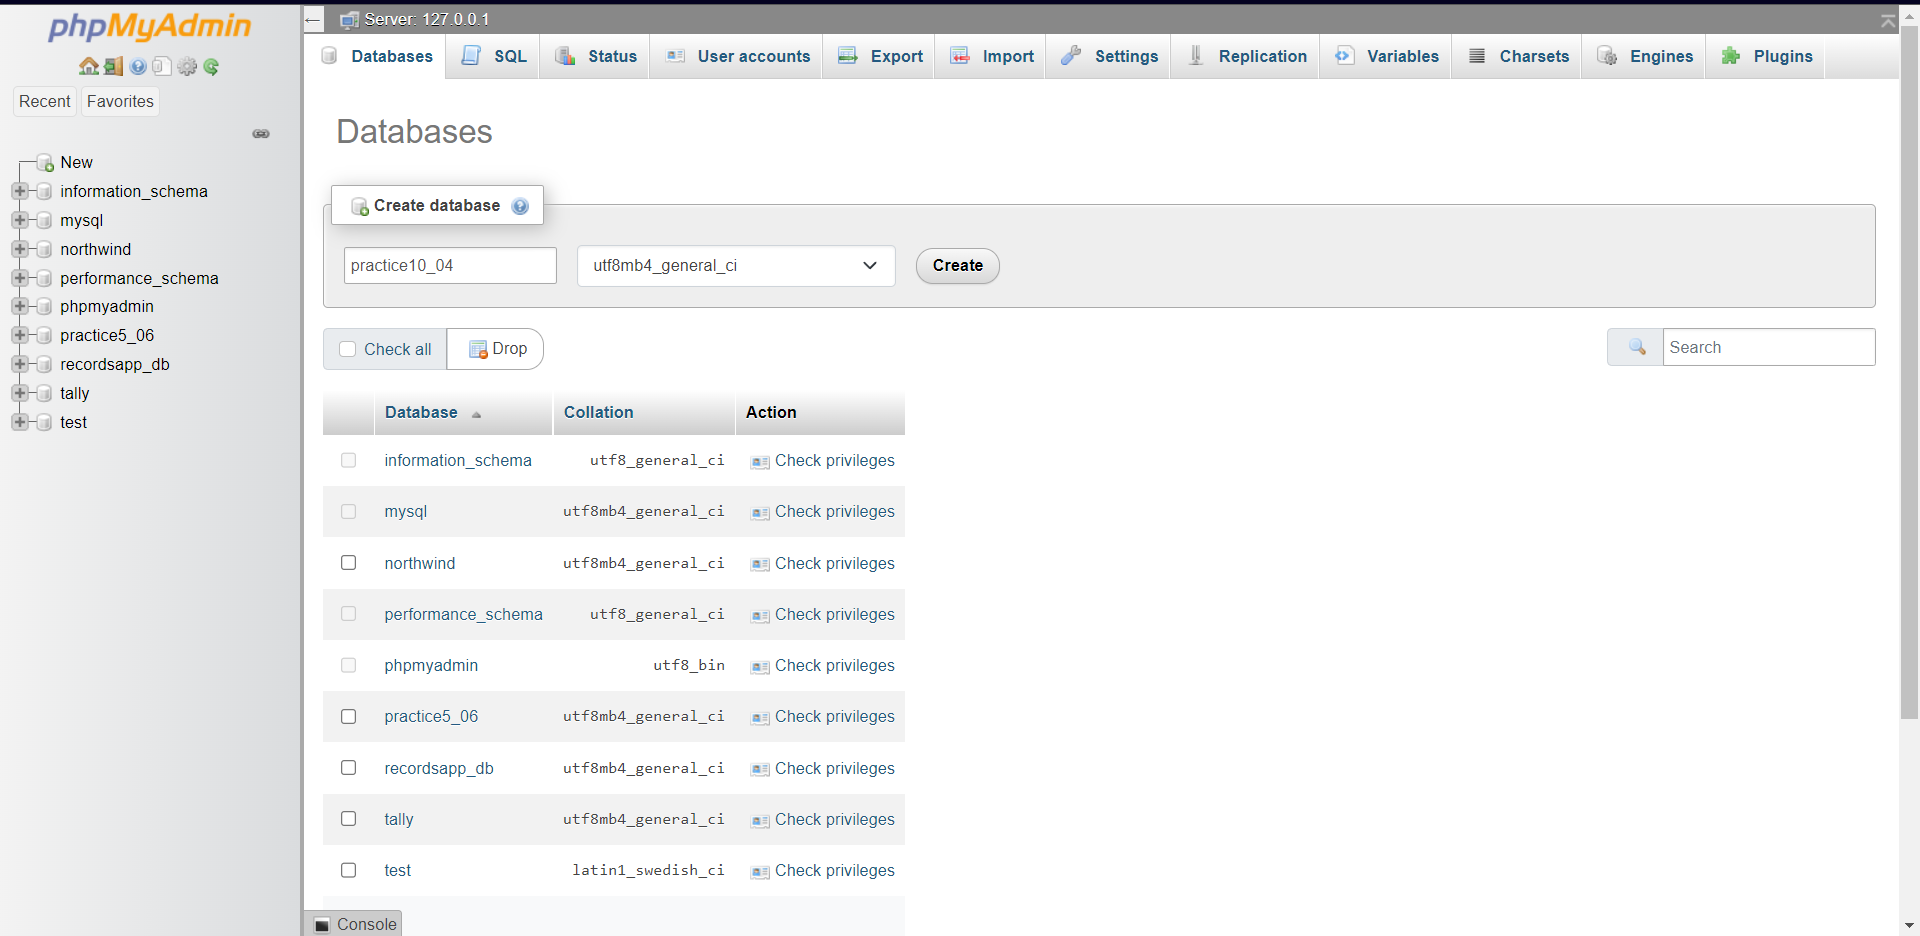 phpMyAdmin
Recent Favorites
New
information_schema
mysql
northwind
performance_schema
phpmyadmin
practice5_06
recordsapp_db
tally
test
Server: 127.0.0.1
Databases SQL Status User accounts Export Import Settings Replication Variables Charsets Engines Plugins
Databases
Create database
practice10_04 utf8mb4_general_ci Create
Check all Drop Search
Database Collation Action
information_schema utf8_general_ci Check privileges
mysql utf8mb4_general_ci Check privileges
northwind utf8mb4_general_ci Check privileges
performance_schema utf8_general_ci Check privileges
phpmyadmin utf8_bin Check privileges
practice5_06 utf8mb4_general_ci Check privileges
recordsapp_db utf8mb4_general_ci Check privileges
tally utf8mb4_general_ci Check privileges
test latin1_swedish_ci Check privileges
Console